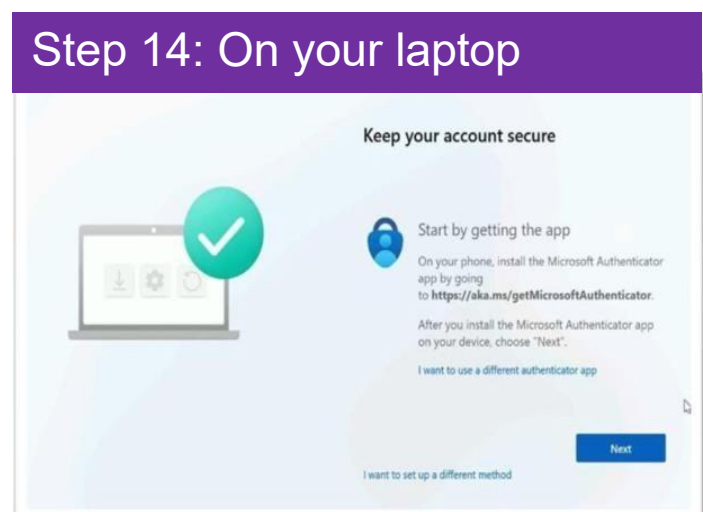 Step 14: On your laptop
Keep your account secure
Start by getting the app
On your phone, install the Microsoft Authenticator
app by going
to https://aka.ms/getMicrosoftAuthenticator.
After you install the Microsoft Authenticator app
on your device, choose "Next".
I want to use a different authenticator app
Next
I want to set up a different method